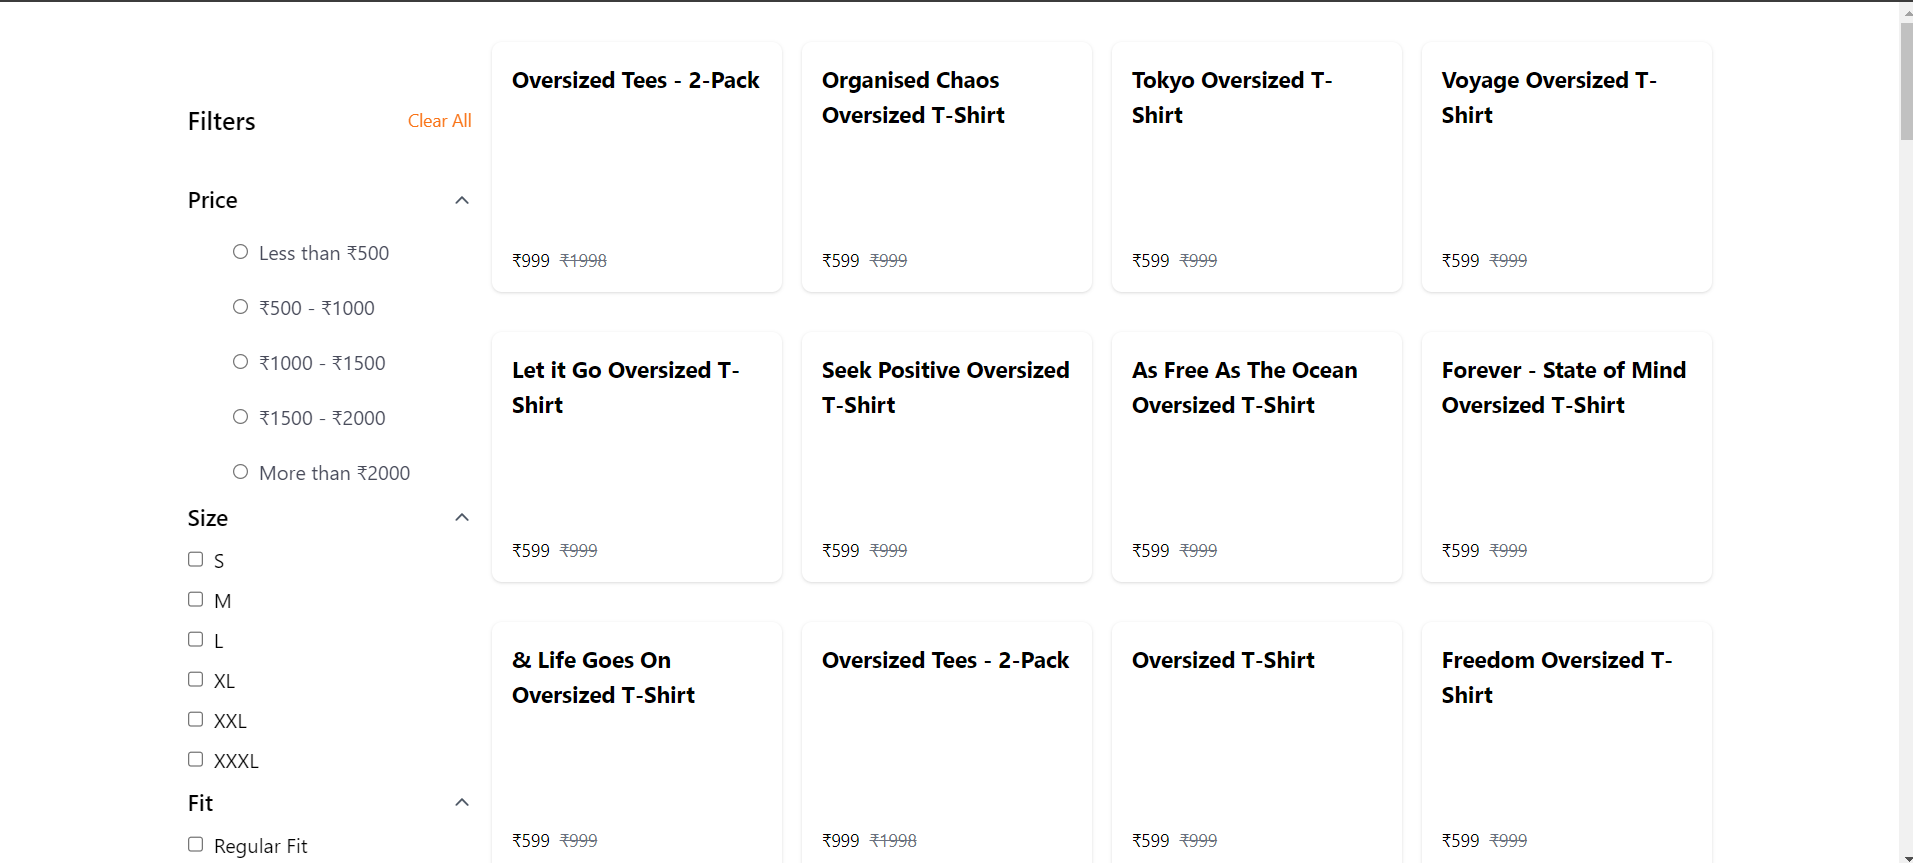 Filters
Clear All
Price
Less than ₹500
₹500 - ₹1000
₹1000 - ₹1500
₹1500 - ₹2000
More than ₹2000
Size
S
M
L
XL
XXL
XXXL
Fit
Regular Fit
Oversized Tees - 2-Pack
₹999 ₹1998
Organised Chaos
Oversized T-Shirt
₹599 ₹999
Tokyo Oversized T-
Shirt
₹599 ₹999
Voyage Oversized T-
Shirt
₹599 ₹999
Let it Go Oversized T-
Shirt
₹599 ₹999
Seek Positive Oversized
T-Shirt
₹599 ₹999
As Free As The Ocean
Oversized T-Shirt
₹599 ₹999
Forever - State of Mind
Oversized T-Shirt
₹599 ₹999
& Life Goes On
Oversized T-Shirt
₹599 ₹999
Oversized Tees - 2-Pack
₹999 ₹1998
Oversized T-Shirt
₹599 ₹999
Freedom Oversized T-
Shirt
₹599 ₹999